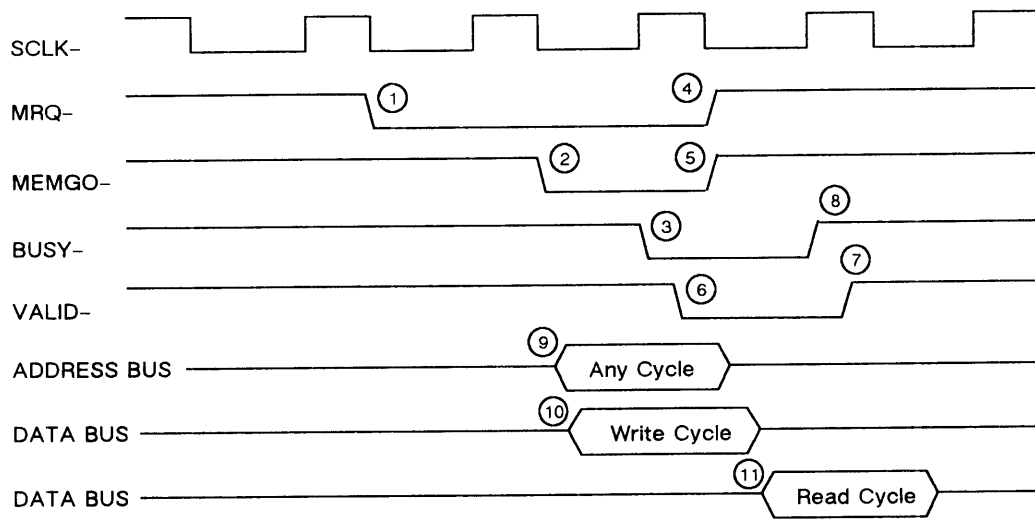 SCLK–
MRQ– 1 4
MEMGO– 2 5
BUSY– 3 8
VALID– 6 7
ADDRESS BUS 9 Any Cycle
DATA BUS 10 Write Cycle
DATA BUS 11 Read Cycle